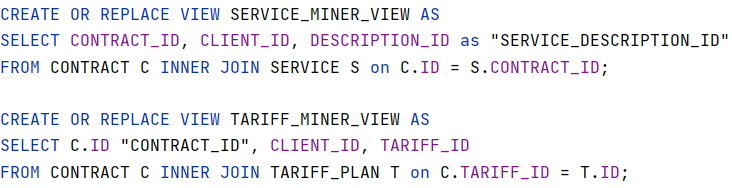 CREATE OR REPLACE VIEW SERVICE_MINER_VIEW AS
SELECT CONTRACT_ID, CLIENT_ID, DESCRIPTION_ID as "SERVICE_DESCRIPTION_ID"
FROM CONTRACT C INNER JOIN SERVICE S on C.ID = S.CONTRACT_ID;
CREATE OR REPLACE VIEW TARIFF_MINER_VIEW AS
SELECT C.ID "CONTRACT_ID", CLIENT_ID, TARIFF_ID
FROM CONTRACT C INNER JOIN TARIFF_PLAN T on C.TARIFF_ID = T.ID;